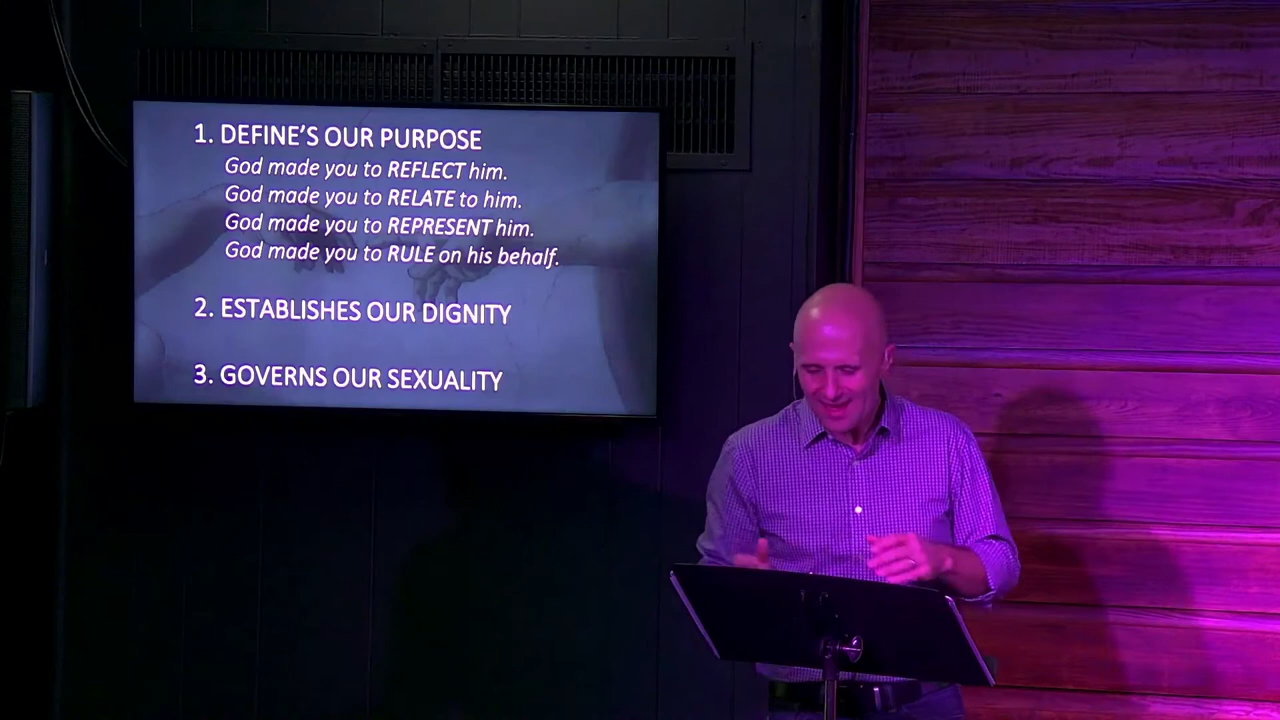 1. DEFINE'S OUR PURPOSE
God made you to REFLECT him.
God made you to RELATE to him.
God made you to REPRESENT him.
God made you to RULE on his behalf.
2. ESTABLISHES OUR DIGNITY
3. GOVERNS OUR SEXUALITY